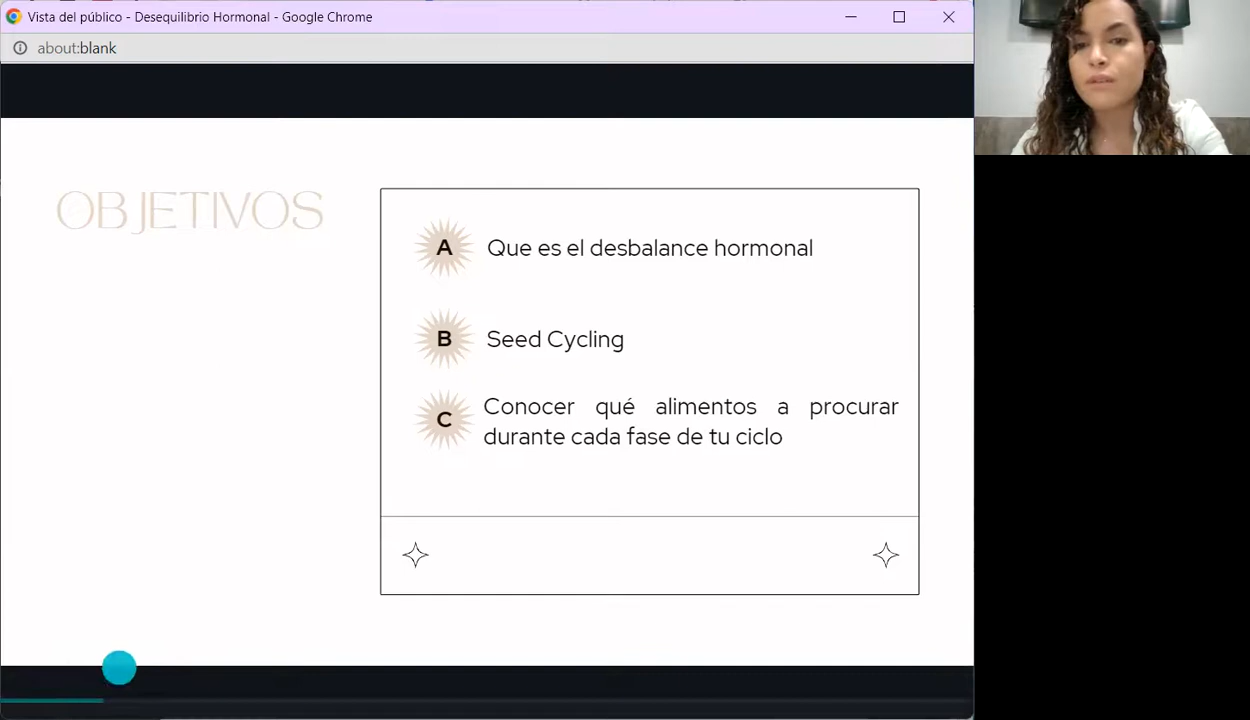 Vista del público - Desequilibrio Hormonal - Google Chrome
about:blank
OBJETIVOS
A Que es el desbalance hormonal
B Seed Cycling
C Conocer qué alimentos a procurar
durante cada fase de tu ciclo